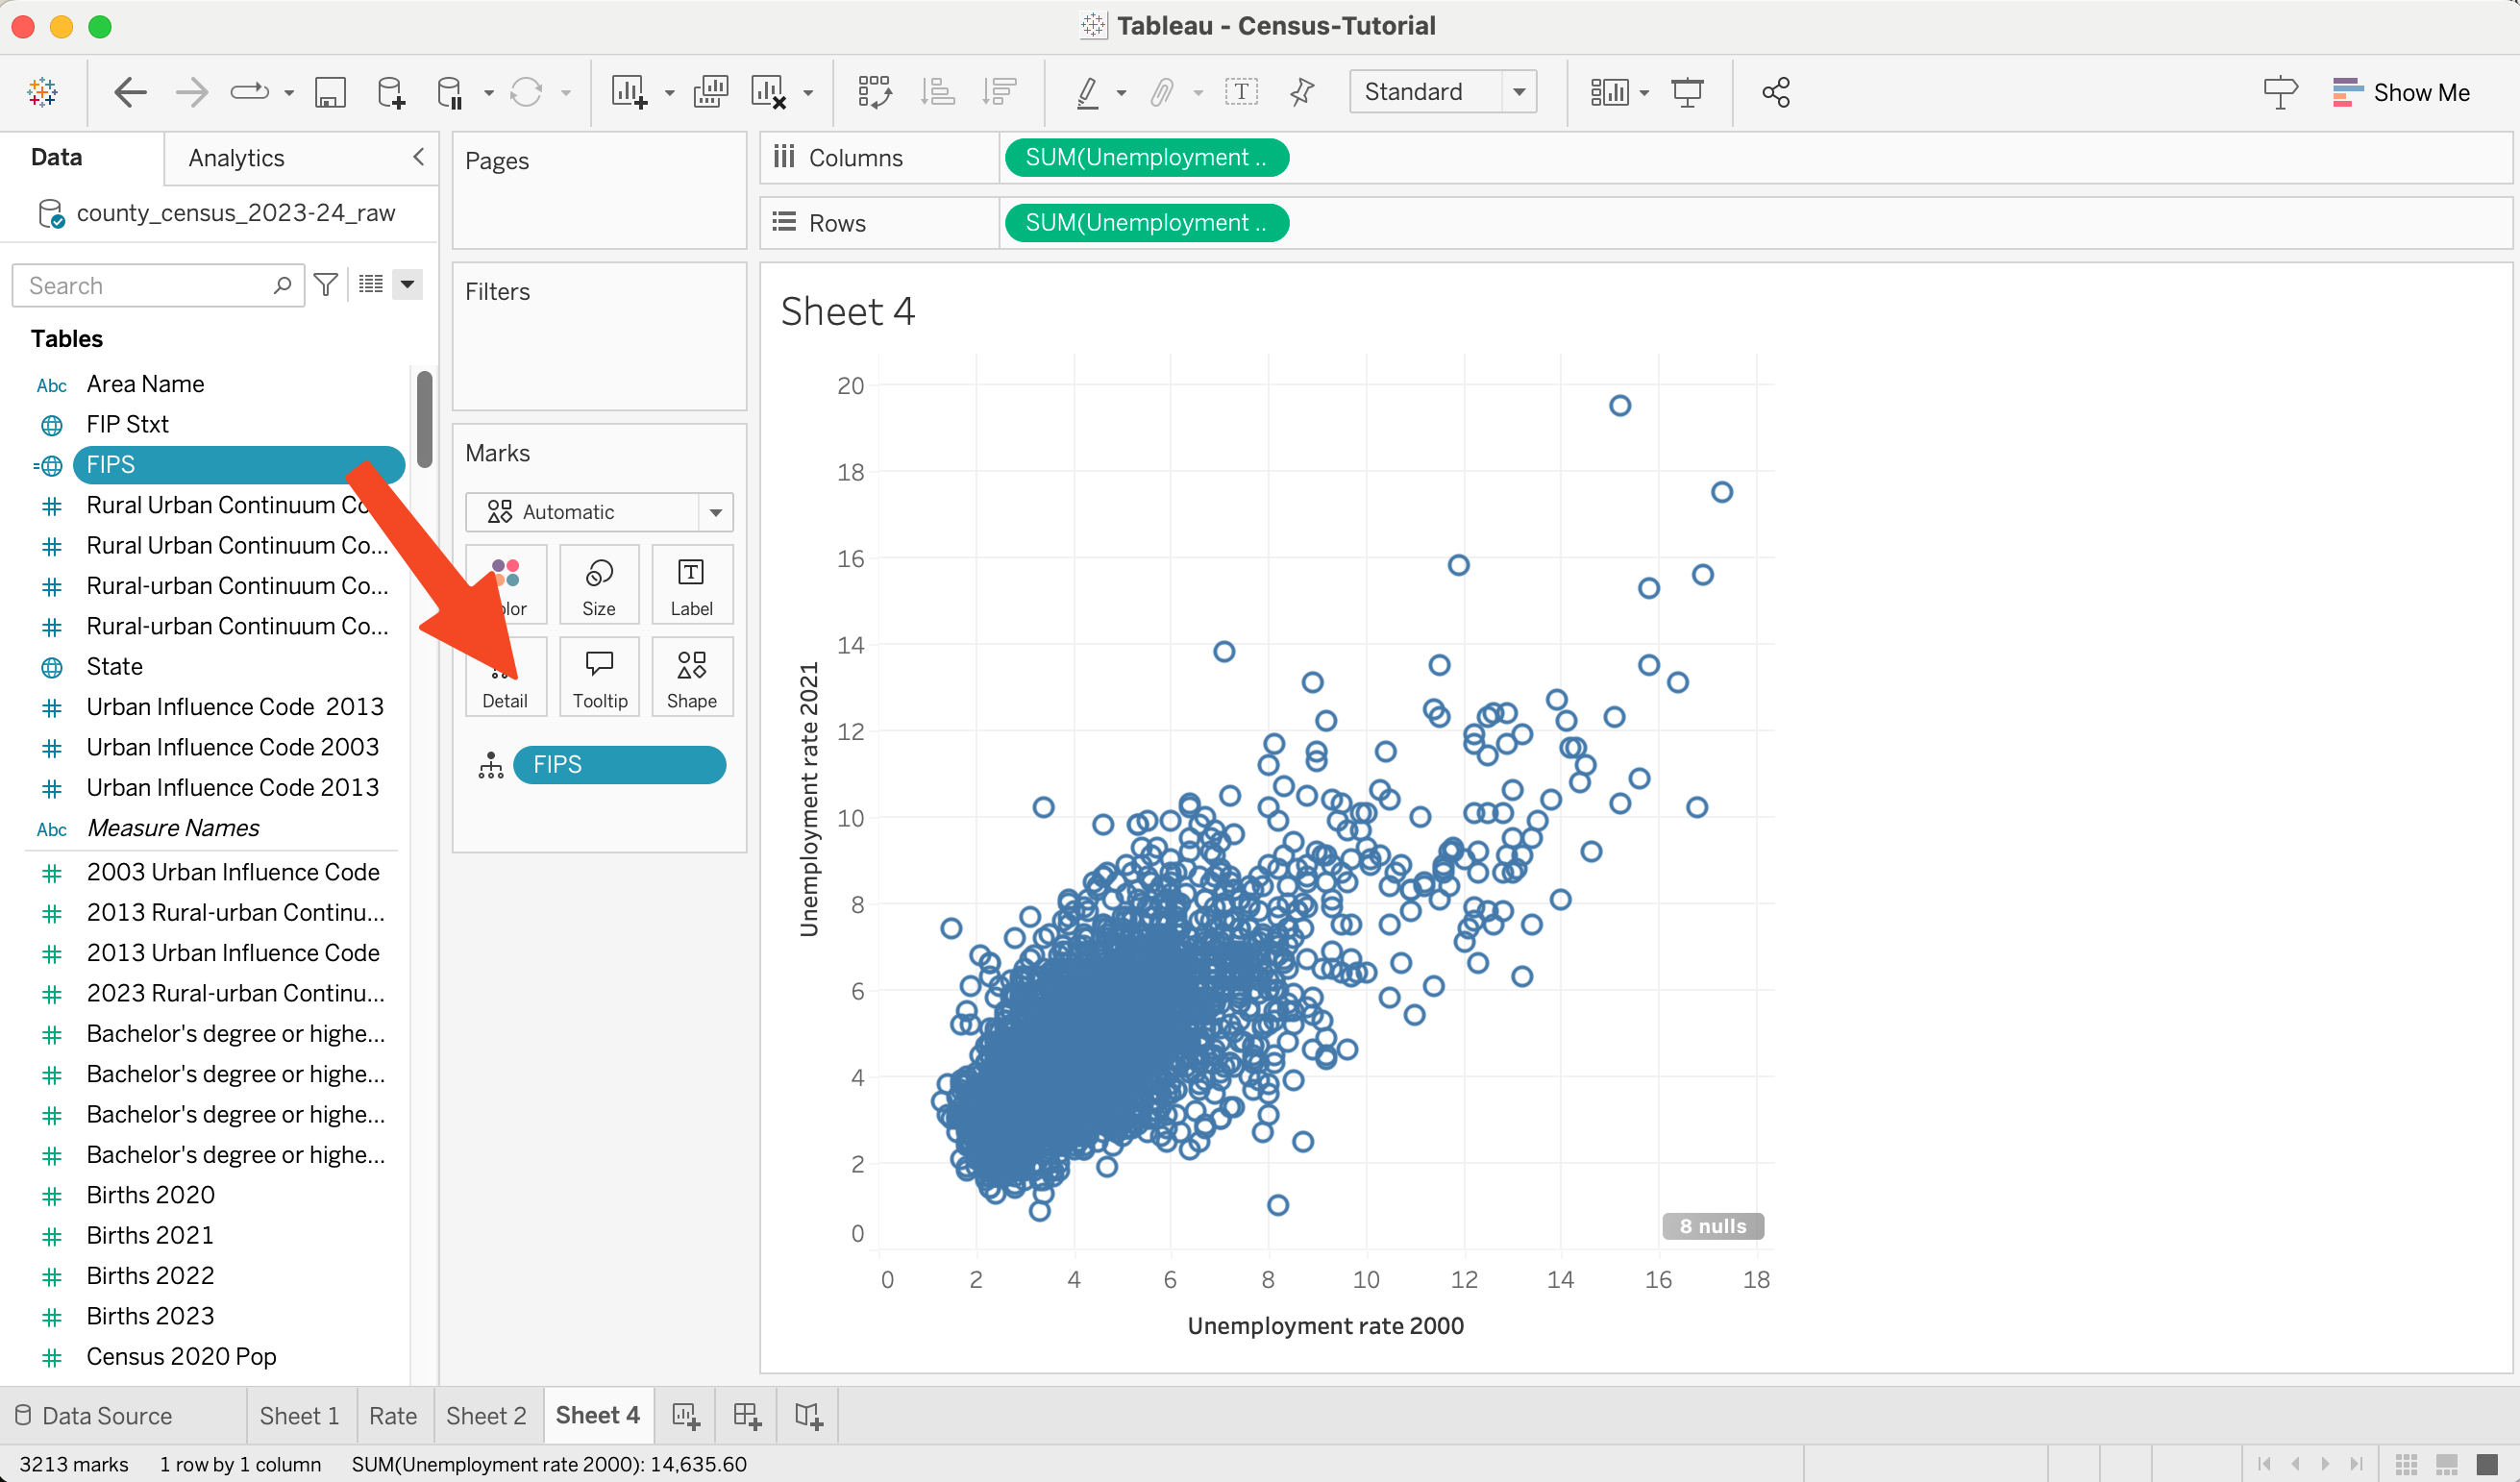 Tableau - Census-Tutorial
Standard
Show Me
Data
Analytics
county_census_2023-24_raw
Search
Tables
Abc Area Name
FIP Stxt
FIPS
Rural Urban Continuum Co
Rural Urban Continuum Co...
Rural-urban Continuum Co...
Rural-urban Continuum Co...
State
Urban Influence Code  2013
Urban Influence Code 2003
Urban Influence Code 2013
Abc Measure Names
2003 Urban Influence Code
2013 Rural-urban Continu...
2013 Urban Influence Code
2023 Rural-urban Continu...
Bachelor's degree or highe...
Bachelor's degree or highe...
Bachelor's degree or highe...
Bachelor's degree or highe...
Births 2020
Births 2021
Births 2022
Births 2023
Census 2020 Pop
Pages
Filters
Marks
Automatic
Size
Label
Detail
Tooltip
Shape
FIPS
Columns
SUM(Unemployment ..
Rows
SUM(Unemployment ..
Sheet 4
20
18
16
14
12
10
8
6
4
2
0
Unemployment rate 2021
8 nulls
0 2 4 6 8 10 12 14 16 18
Unemployment rate 2000
Data Source
Sheet 1
Rate
Sheet 2
Sheet 4
3213 marks
1 row by 1 column
SUM(Unemployment rate 2000): 14,635.60